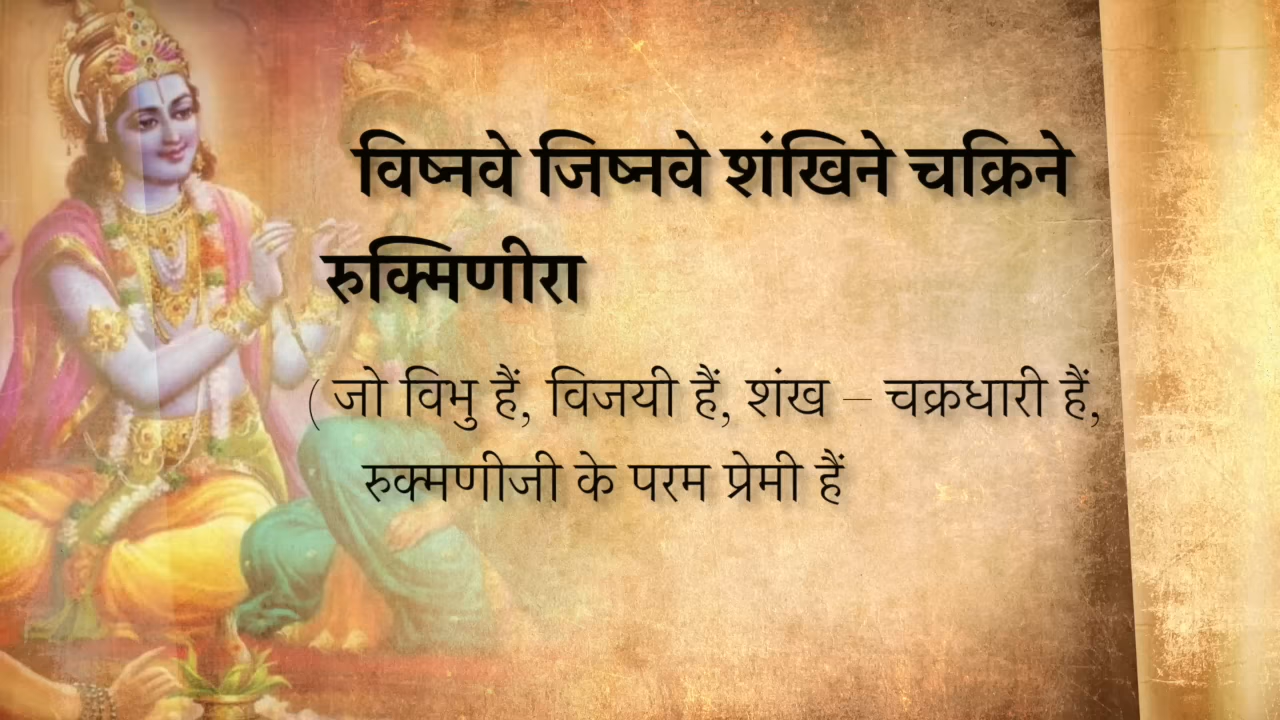 विष्नवे जिष्नवे शंखिने चक्रिने
रुक्मिणीरा
( जो विभु हैं, विजयी हैं, शंख – चक्रधारी हैं,
रुक्मणीजी के परम प्रेमी हैं